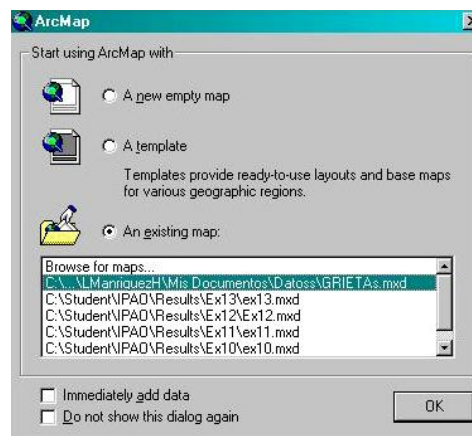 ArcMap
Start using ArcMap with
A new empty map
A template
Templates provide ready-to-use layouts and base maps
for various geographic regions.
An existing map:
Browse for maps...
C:\...\LManriquezH\Mis Documentos\Datoss\GRIETAs.mxd
C:\Student\IPAO\Results\Ex13\ex13.mxd
C:\Student\IPAO\Results\Ex12\Ex12.mxd
C:\Student\IPAO\Results\Ex11\ex11.mxd
C:\Student\IPAO\Results\Ex10\ex10.mxd
Immediately add data
Do not show this dialog again
OK